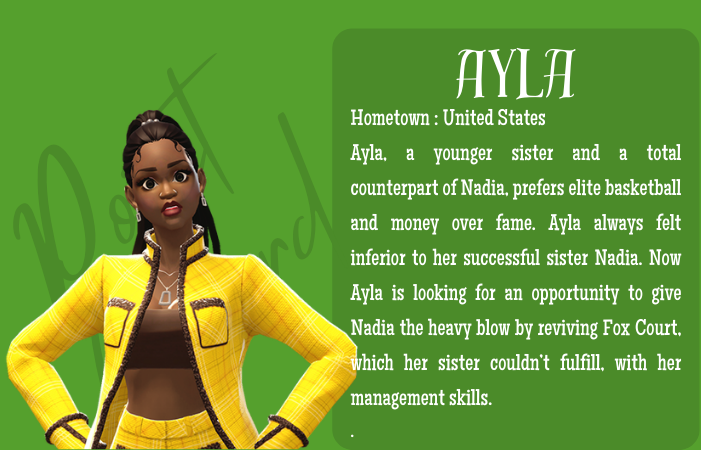 AYLA
Hometown : United States
Ayla, a younger sister and a total
counterpart of Nadia, prefers elite basketball
and money over fame. Ayla always felt
inferior to her successful sister Nadia. Now
Ayla is looking for an opportunity to give
Nadia the heavy blow by reviving Fox Court,
which her sister couldn't fulfill, with her
management skills.
.